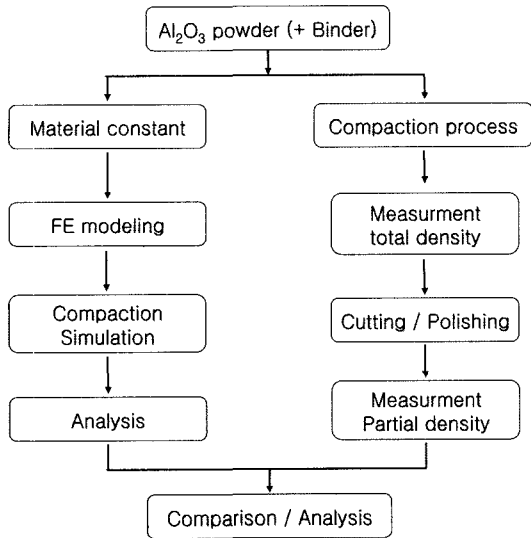 Al₂O₃ powder (+ Binder)
Material constant
FE modeling
Compaction
Simulation
Analysis
Compaction process
Measurment
total density
Cutting / Polishing
Measurment
Partial density
Comparison / Analysis